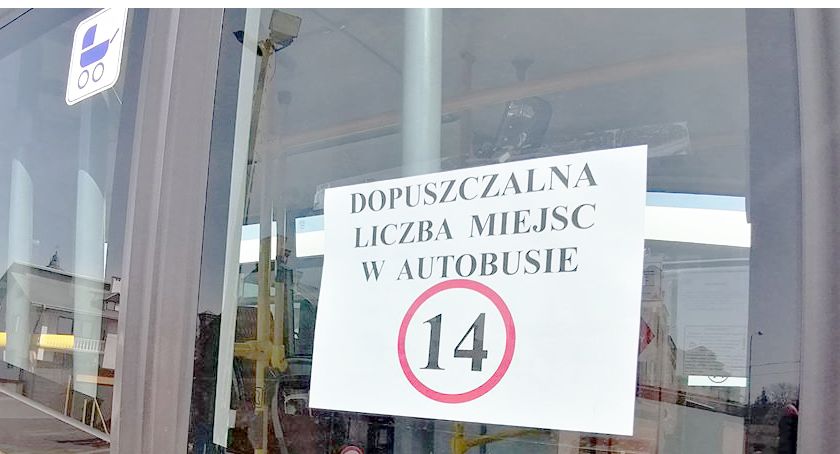 DOPUSZCZALNA
LICZBA MIEJSC
W AUTOBUSIE
14